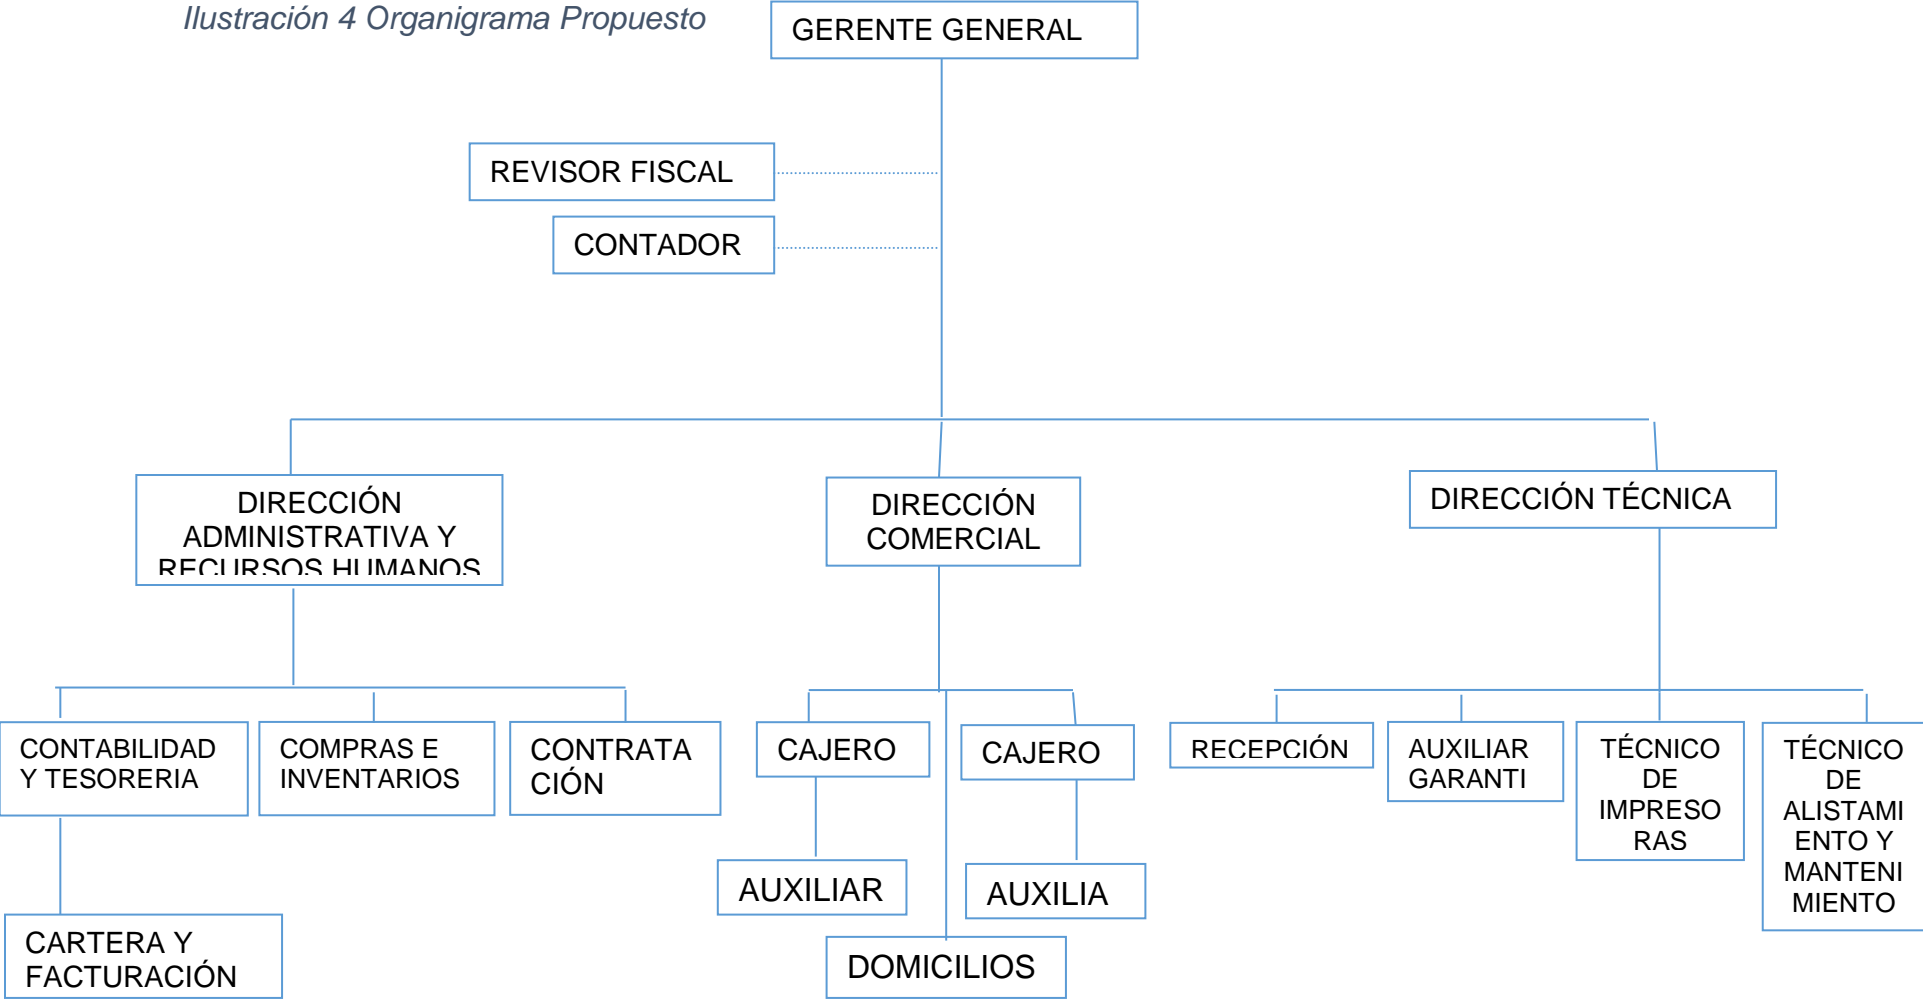 Ilustración 4 Organigrama Propuesto
GERENTE GENERAL
REVISOR FISCAL
CONTADOR
DIRECCIÓN
ADMINISTRATIVA Y
RECURSOS HUMANOS
DIRECCIÓN
COMERCIAL
DIRECCIÓN TÉCNICA
CONTABILIDAD
Y TESORERIA
COMPRAS E
INVENTARIOS
CONTRATA
CIÓN
CAJERO
CAJERO
RECEPCIÓN
AUXILIAR
GARANTI
TÉCNICO
DE
IMPRESO
RAS
TÉCNICO
DE
ALISTAMI
ENTO Y
MANTENI
MIENTO
AUXILIAR
AUXILIA
CARTERA Y
FACTURACIÓN
DOMICILIOS